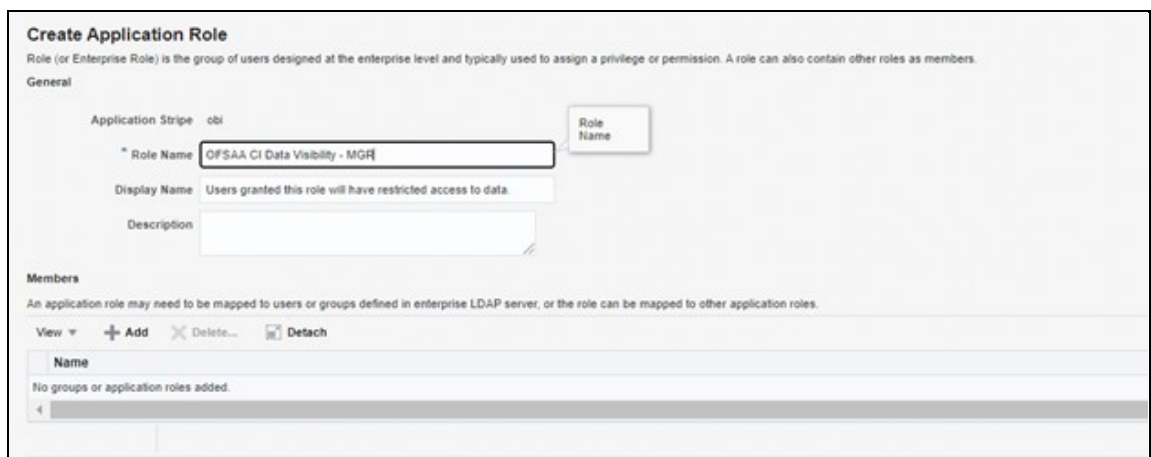 Create Application Role
Role (or Enterprise Role) is the group of users designed at the enterprise level and typically used to assign a privilege or permission. A role can also contain other roles as members.
General
Application Stripe obi
* Role Name OFSAA CI Data Visibility - MGR
Role
Name
Display Name Users granted this role will have restricted access to data.
Description
Members
An application role may need to be mapped to users or groups defined in enterprise LDAP server, or the role can be mapped to other application roles.
View Add Delete... Detach
Name
No groups or application roles added.